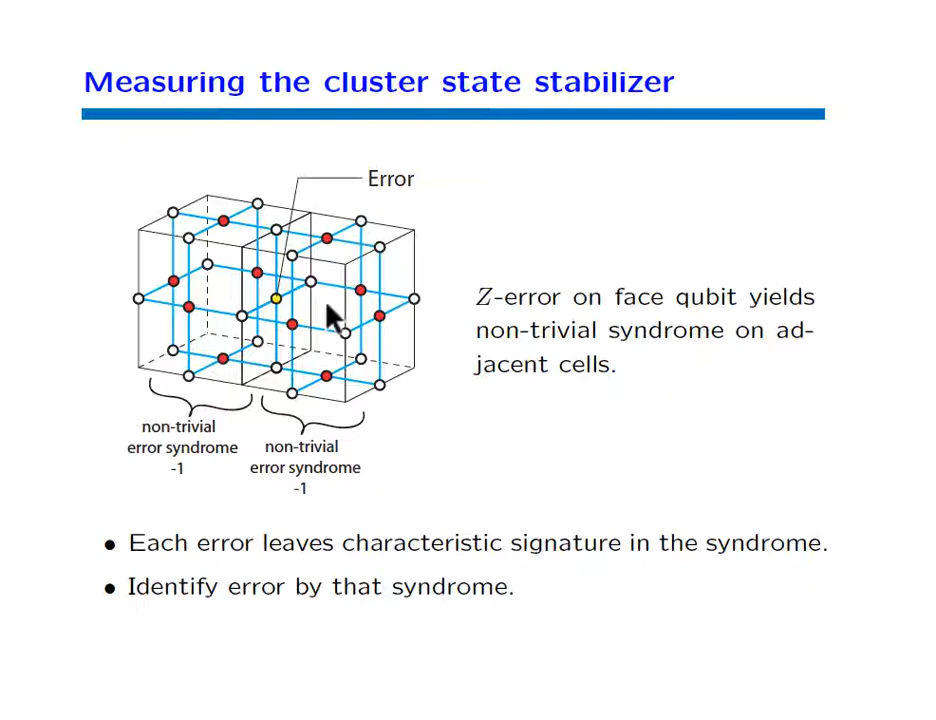 Measuring the cluster state stabilizer
Error
Z-error on face qubit yields
non-trivial syndrome on ad-
jacent cells.
non-trivial
error syndrome
-1
non-trivial
error syndrome
-1
• Each error leaves characteristic signature in the syndrome.
• Identify error by that syndrome.